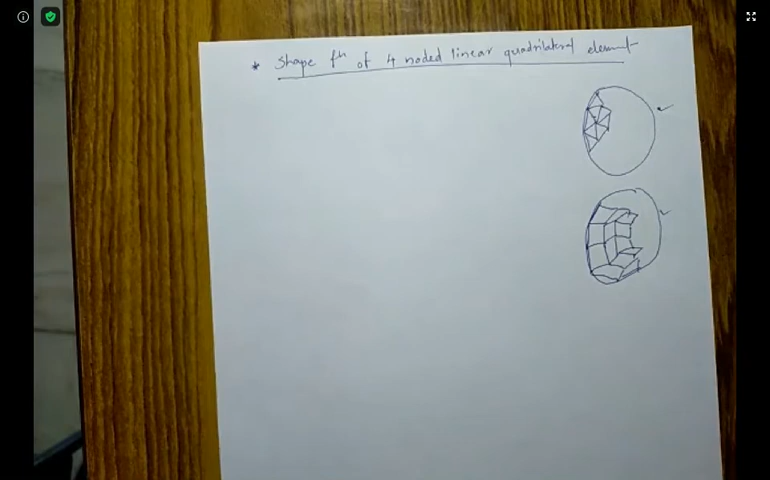 * Shape fⁿ of 4 noded linear quadrilateral element